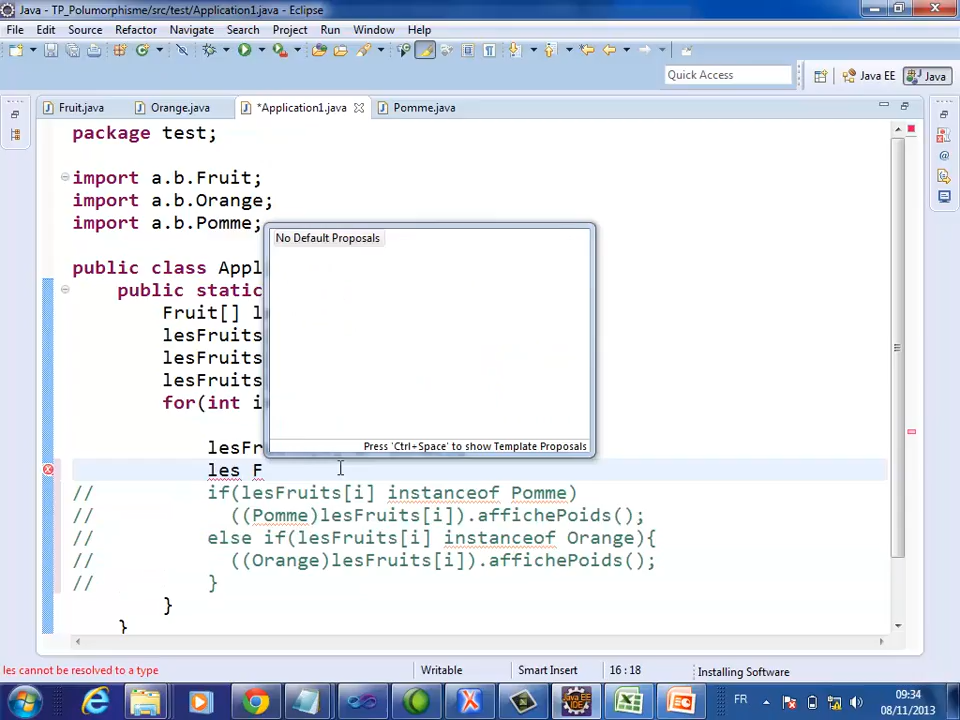 Java - TP_Polumorphisme/src/test/Application1.java - Eclipse
File Edit Source Refactor Navigate Search Project Run Window Help
Quick Access
Java EE
Java
Fruit.java
Orange.java
*Application1.java
Pomme.java
package test;
import a.b.Fruit;
import a.b.Orange;
import a.b.Pomme;
public class Appl
public static
Fruit[] l
lesFruits
lesFruits
lesFruits
for(int i
lesFr
les F
// if(lesFruits[i] instanceof Pomme)
// ((Pomme)lesFruits[i]).affichePoids();
// else if(lesFruits[i] instanceof Orange){
// ((Orange)lesFruits[i]).affichePoids();
// }
}
}
No Default Proposals
Press 'Ctrl+Space' to show Template Proposals
les cannot be resolved to a type
Writable
Smart Insert
16 : 18
Installing Software
FR
09:34
08/11/2013